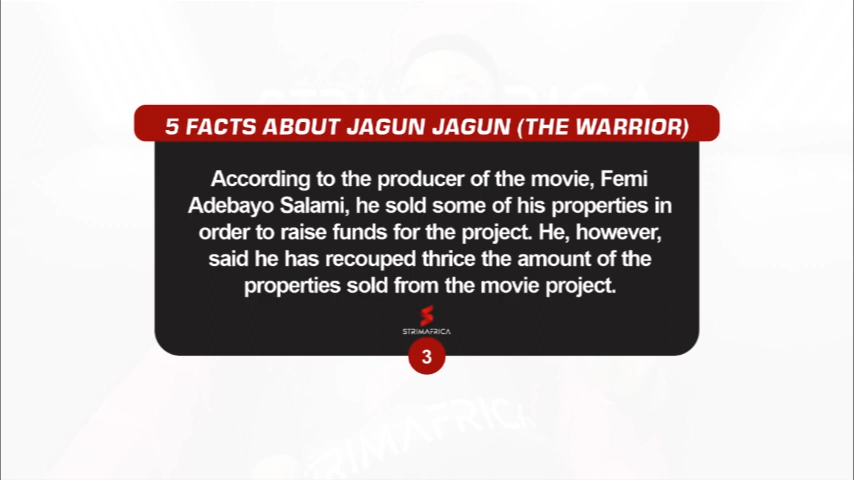 5 FACTS ABOUT JAGUN JAGUN (THE WARRIOR)
According to the producer of the movie, Femi
Adebayo Salami, he sold some of his properties in
order to raise funds for the project. He, however,
said he has recouped thrice the amount of the
properties sold from the movie project.
STRIMAFRICA
3
STRIMAFRICA